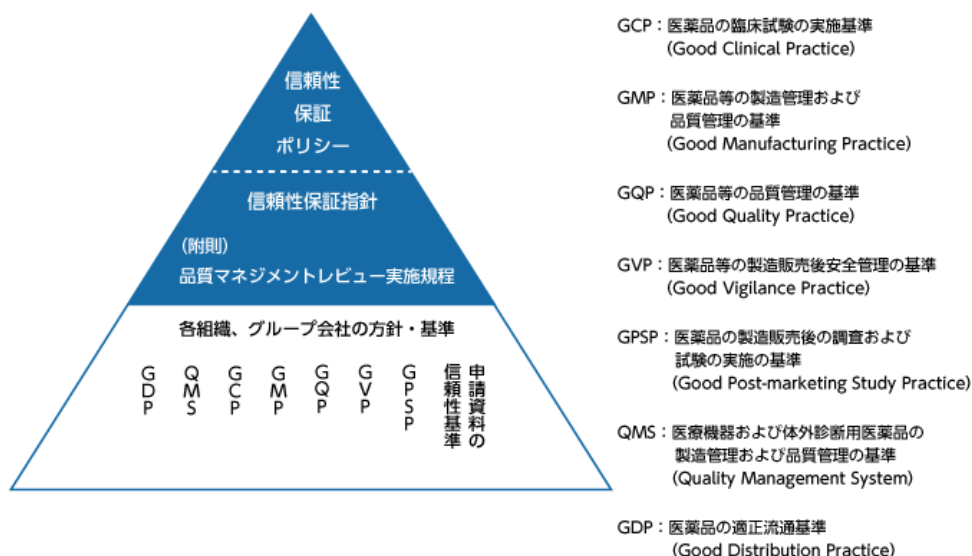 信頼性
保証
ポリシー
信頼性保証指針
(附則)
品質マネジメントレビュー実施規程
各組織、グループ会社の方針・基準
GDP
QMS
GCP
GMP
GQP
GVP
GPSP
申請資料の
信頼性基準
GCP：医薬品の臨床試験の実施基準
(Good Clinical Practice)
GMP：医薬品等の製造管理および
品質管理の基準
(Good Manufacturing Practice)
GQP：医薬品等の品質管理の基準
(Good Quality Practice)
GVP：医薬品等の製造販売後安全管理の基準
(Good Vigilance Practice)
GPSP：医薬品の製造販売後の調査および
試験の実施の基準
(Good Post-marketing Study Practice)
QMS：医療機器および体外診断用医薬品の
製造管理および品質管理の基準
(Quality Management System)
GDP：医薬品の適正流通基準
(Good Distribution Practice)